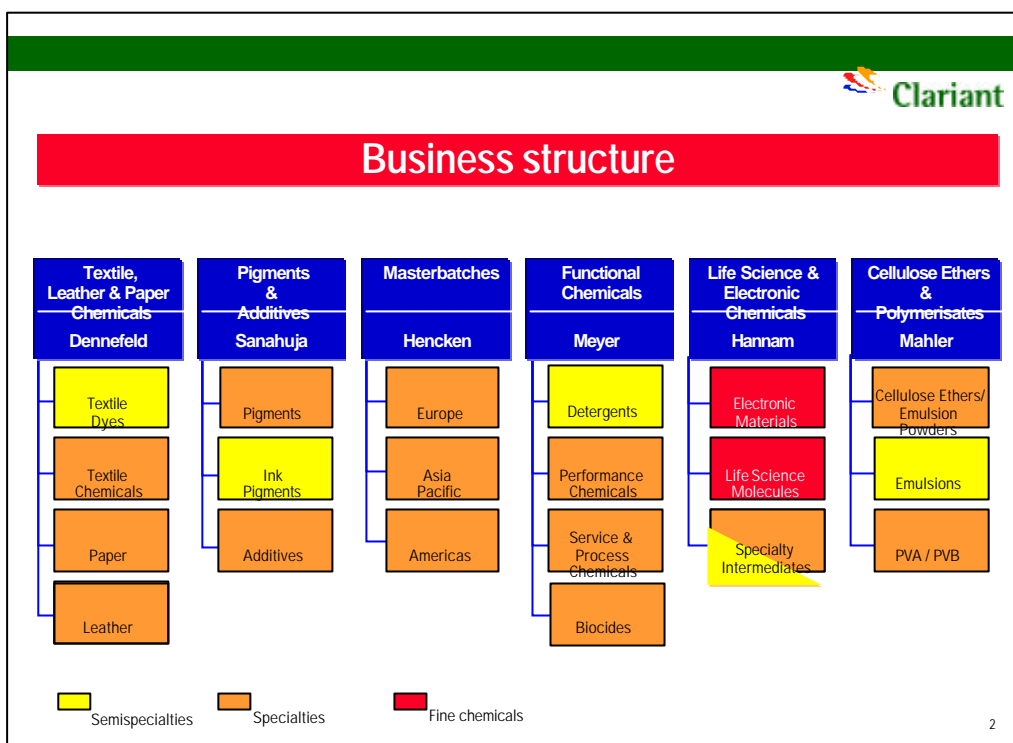 Clariant
Business structure
Textile,
Leather & Paper
Chemicals
Dennefeld
Textile
Dyes
Textile
Chemicals
Paper
Leather
Pigments
&
Additives
Sanahuja
Pigments
Ink
Pigments
Additives
Masterbatches
Hencken
Europe
Asia
Pacific
Americas
Functional
Chemicals
Meyer
Detergents
Performance
Chemicals
Service &
Process
Chemicals
Biocides
Life Science &
Electronic
Chemicals
Hannam
Electronic
Materials
Life Science
Molecules
Specialty
Intermediates
Cellulose Ethers
&
Polymerisates
Mahler
Cellulose Ethers/
Emulsion
Powders
Emulsions
PVA / PVB
Semispecialties
Specialties
Fine chemicals
2